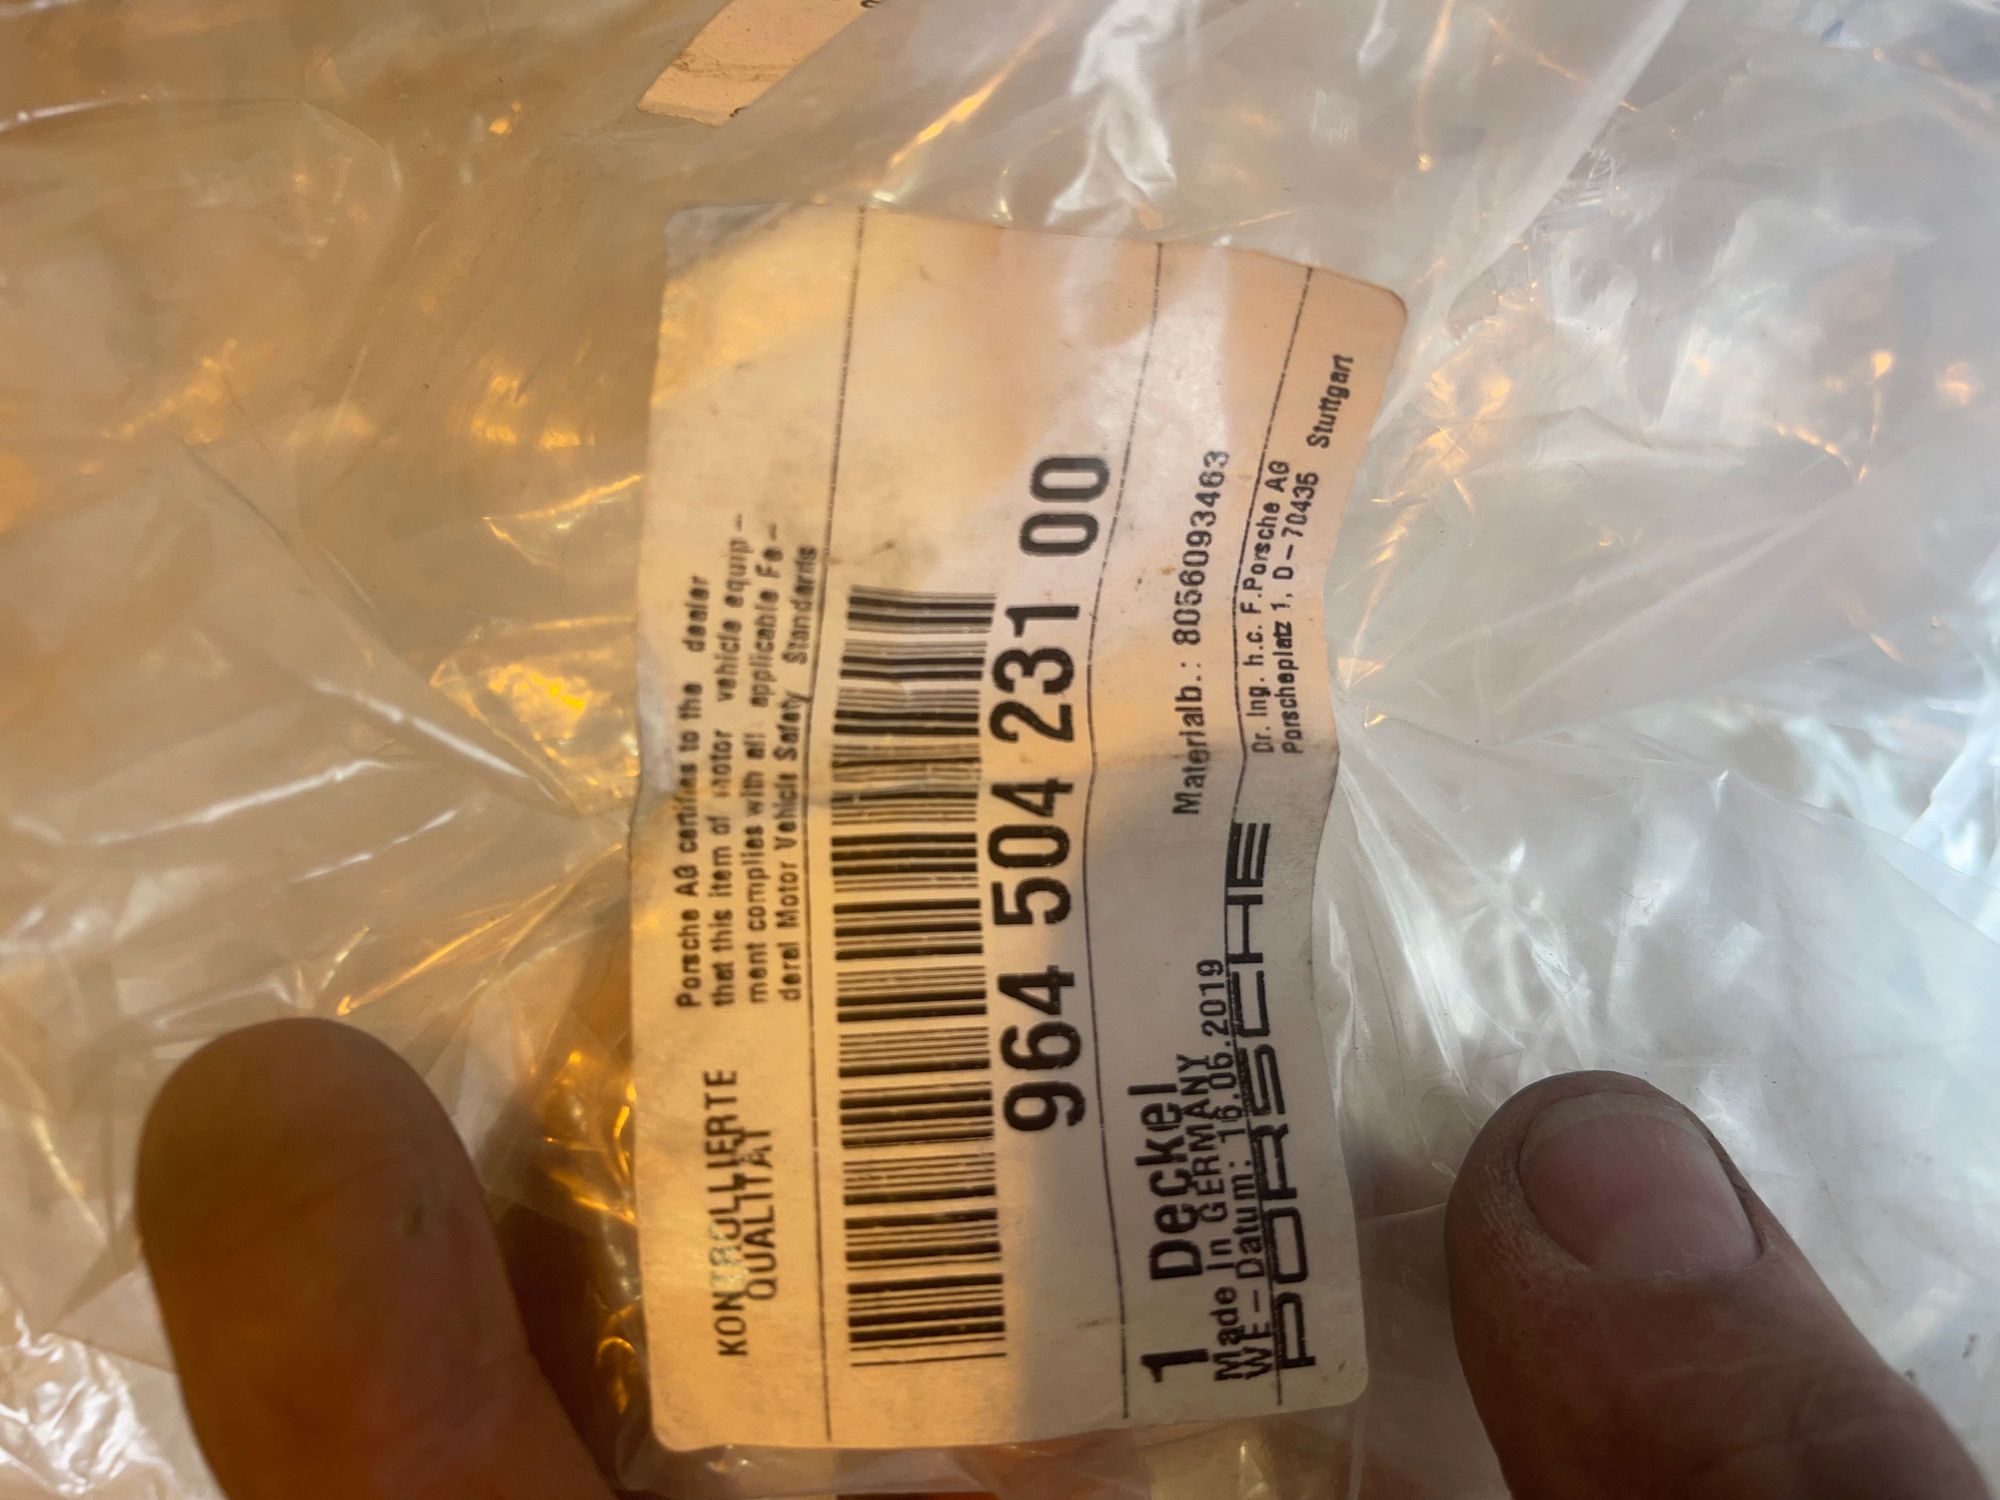 KONTROLLIERTE
QUALITÄT
Porsche AG certifies to the dealer
that this item of motor vehicle equip-
ment complies with all applicable Fe-
deral Motor Vehicle Safety Standards
964 504 231 00
1 Deckel
Made in GERMANY
WE-Datum: 16.06.2019
Materialb.: 8056093463
PORSCHE
Dr. Ing. h.c. F.Porsche AG
Porscheplatz 1, D-70435 Stuttgart